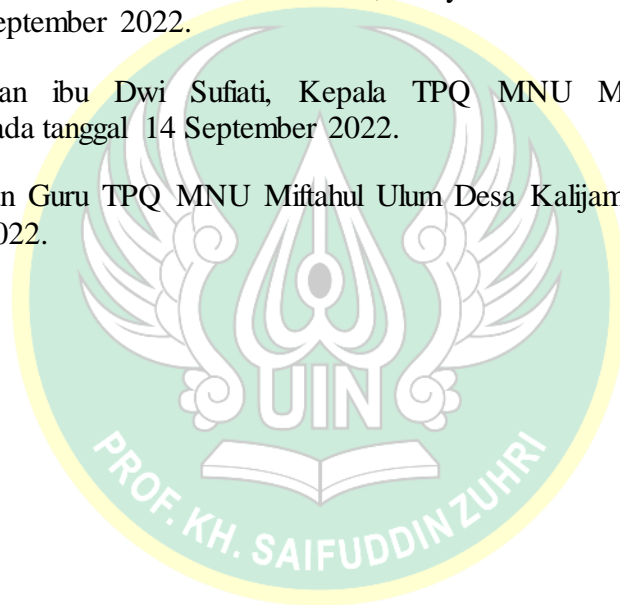 eptember 2022.
an ibu Dwi Sufiati, Kepala TPQ MNU M
ada tanggal 14 September 2022.
n Guru TPQ MNU Miftahul Ulum Desa Kalijam
022.
UIN
PROF. KH. SAIFUDDIN ZUHRI